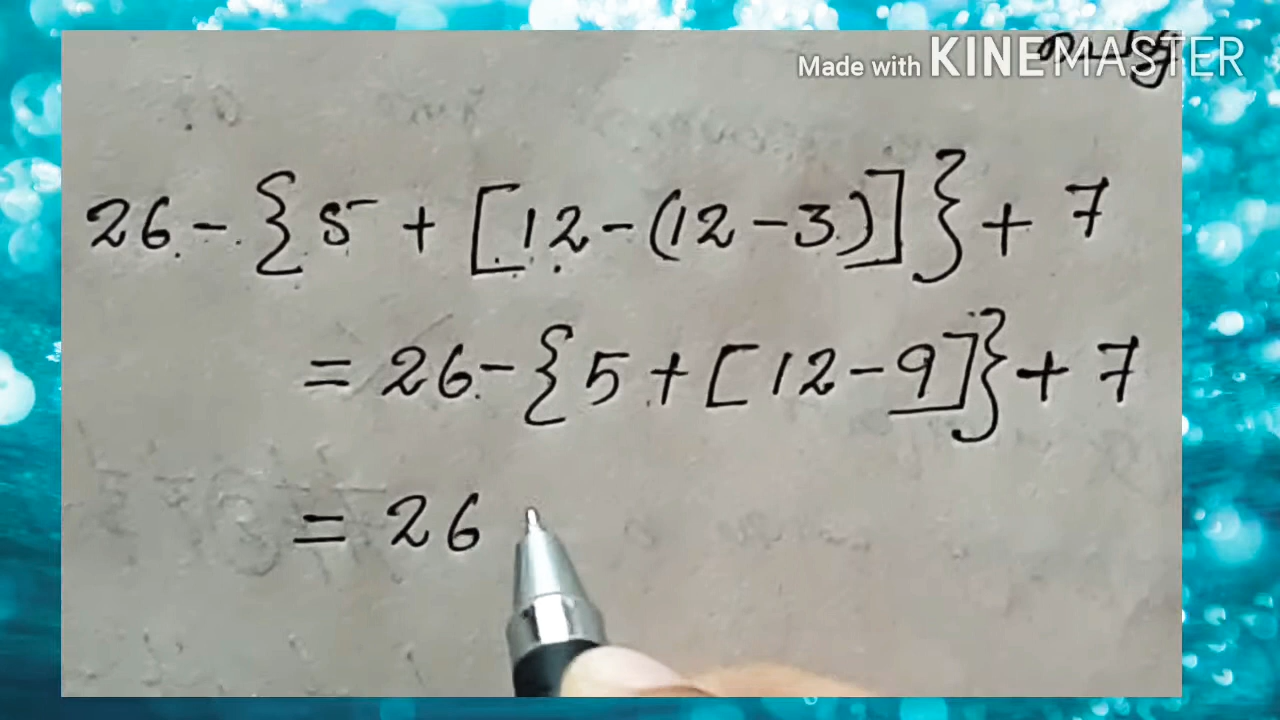 Made with KINEMASTER
26 - {5 + [12 - (12 - 3)]} + 7
= 26 - {5 + [12 - 9]} + 7
= 26